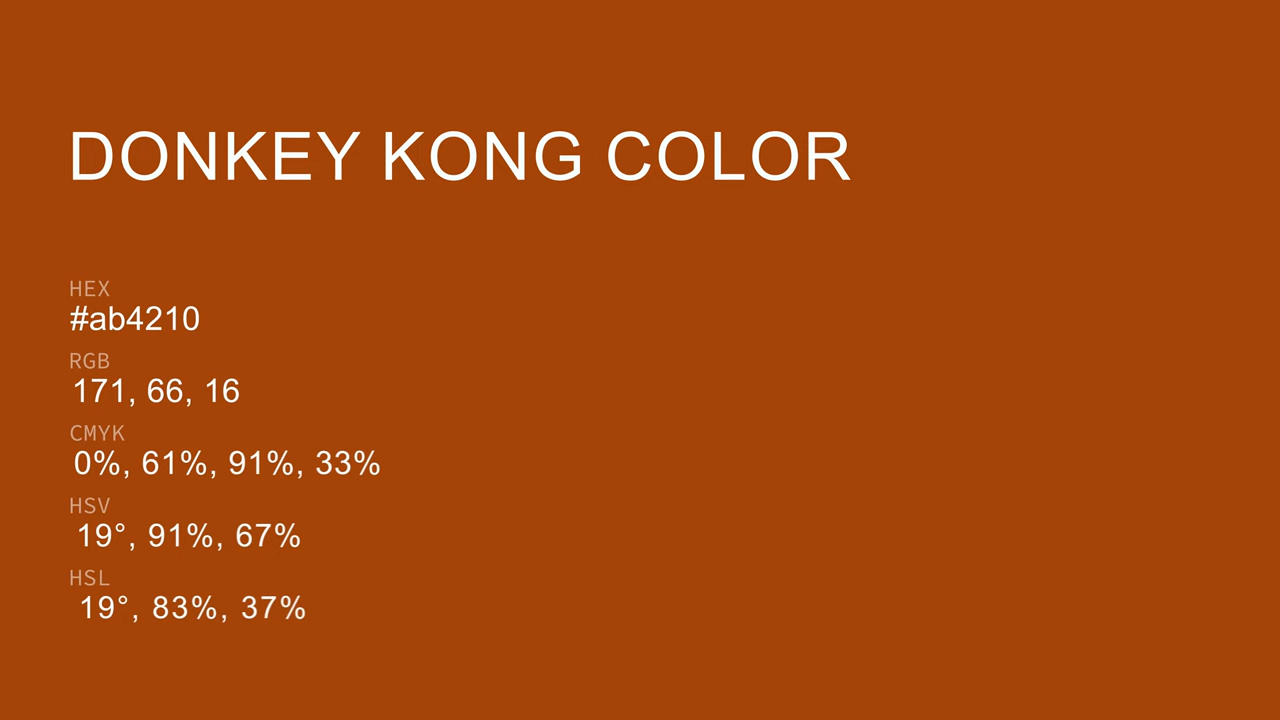 DONKEY KONG COLOR
HEX
#ab4210
RGB
171, 66, 16
CMYK
0%, 61%, 91%, 33%
HSV
19°, 91%, 67%
HSL
19°, 83%, 37%